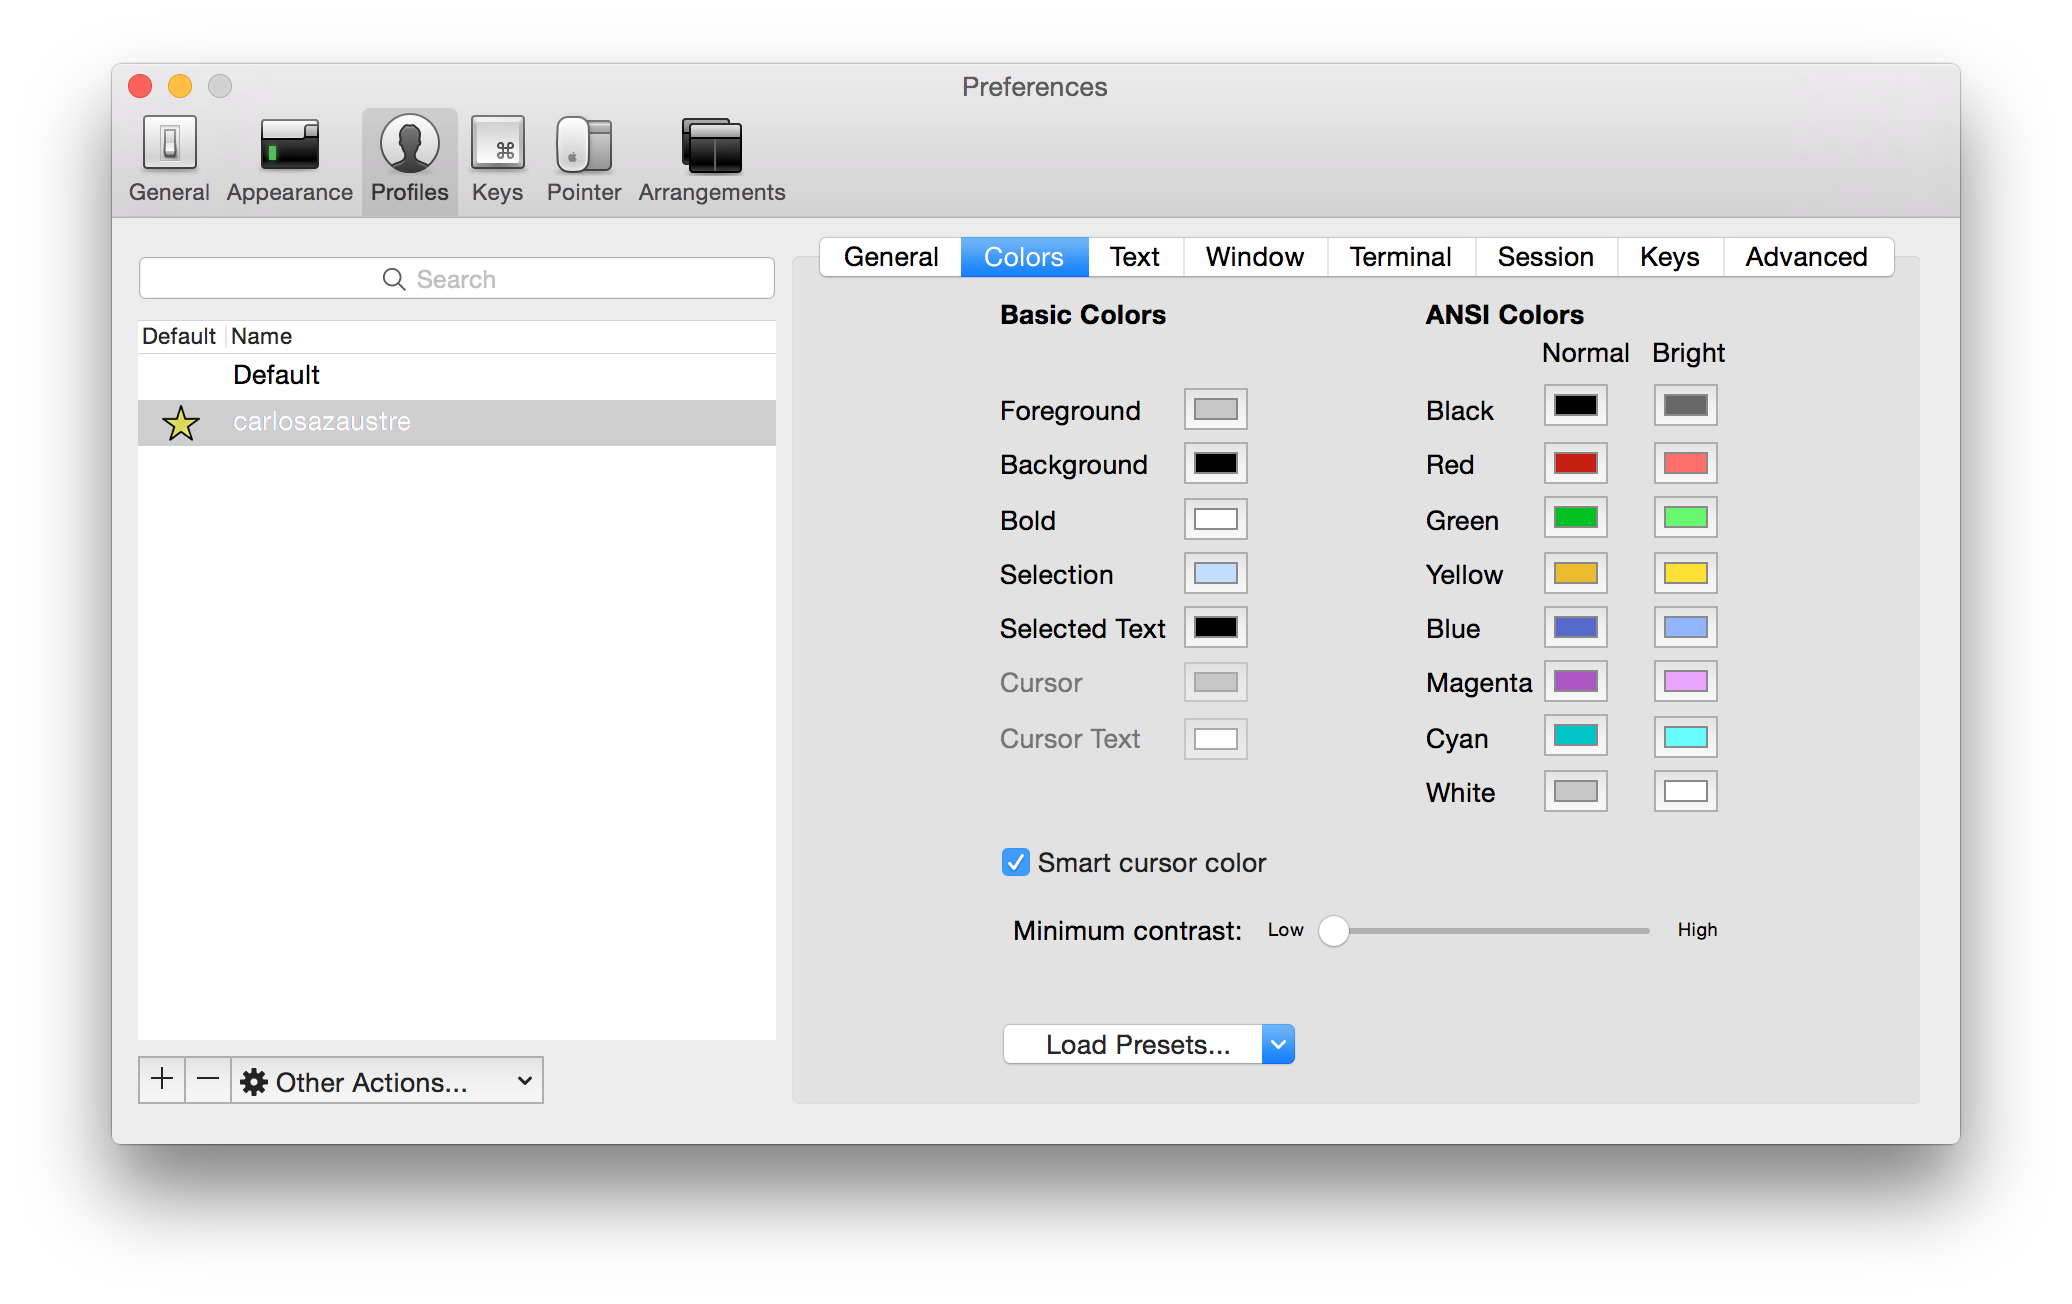 Preferences
General Appearance Profiles Keys Pointer Arrangements
Search
Default Name
Default
carlosazaustre
Other Actions...
General Colors Text Window Terminal Session Keys Advanced
Basic Colors
Foreground
Background
Bold
Selection
Selected Text
Cursor
Cursor Text
ANSI Colors
Normal Bright
Black
Red
Green
Yellow
Blue
Magenta
Cyan
White
Smart cursor color
Minimum contrast: Low High
Load Presets...